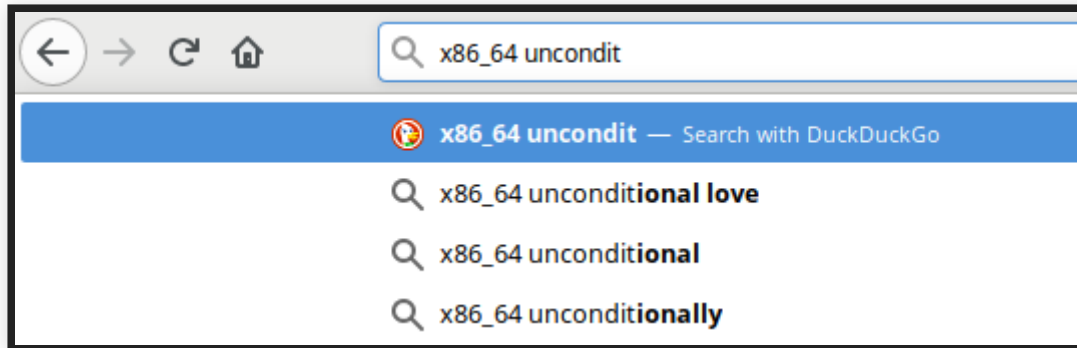 x86_64 uncondit
x86_64 uncondit — Search with DuckDuckGo
x86_64 unconditional love
x86_64 unconditional
x86_64 unconditionally